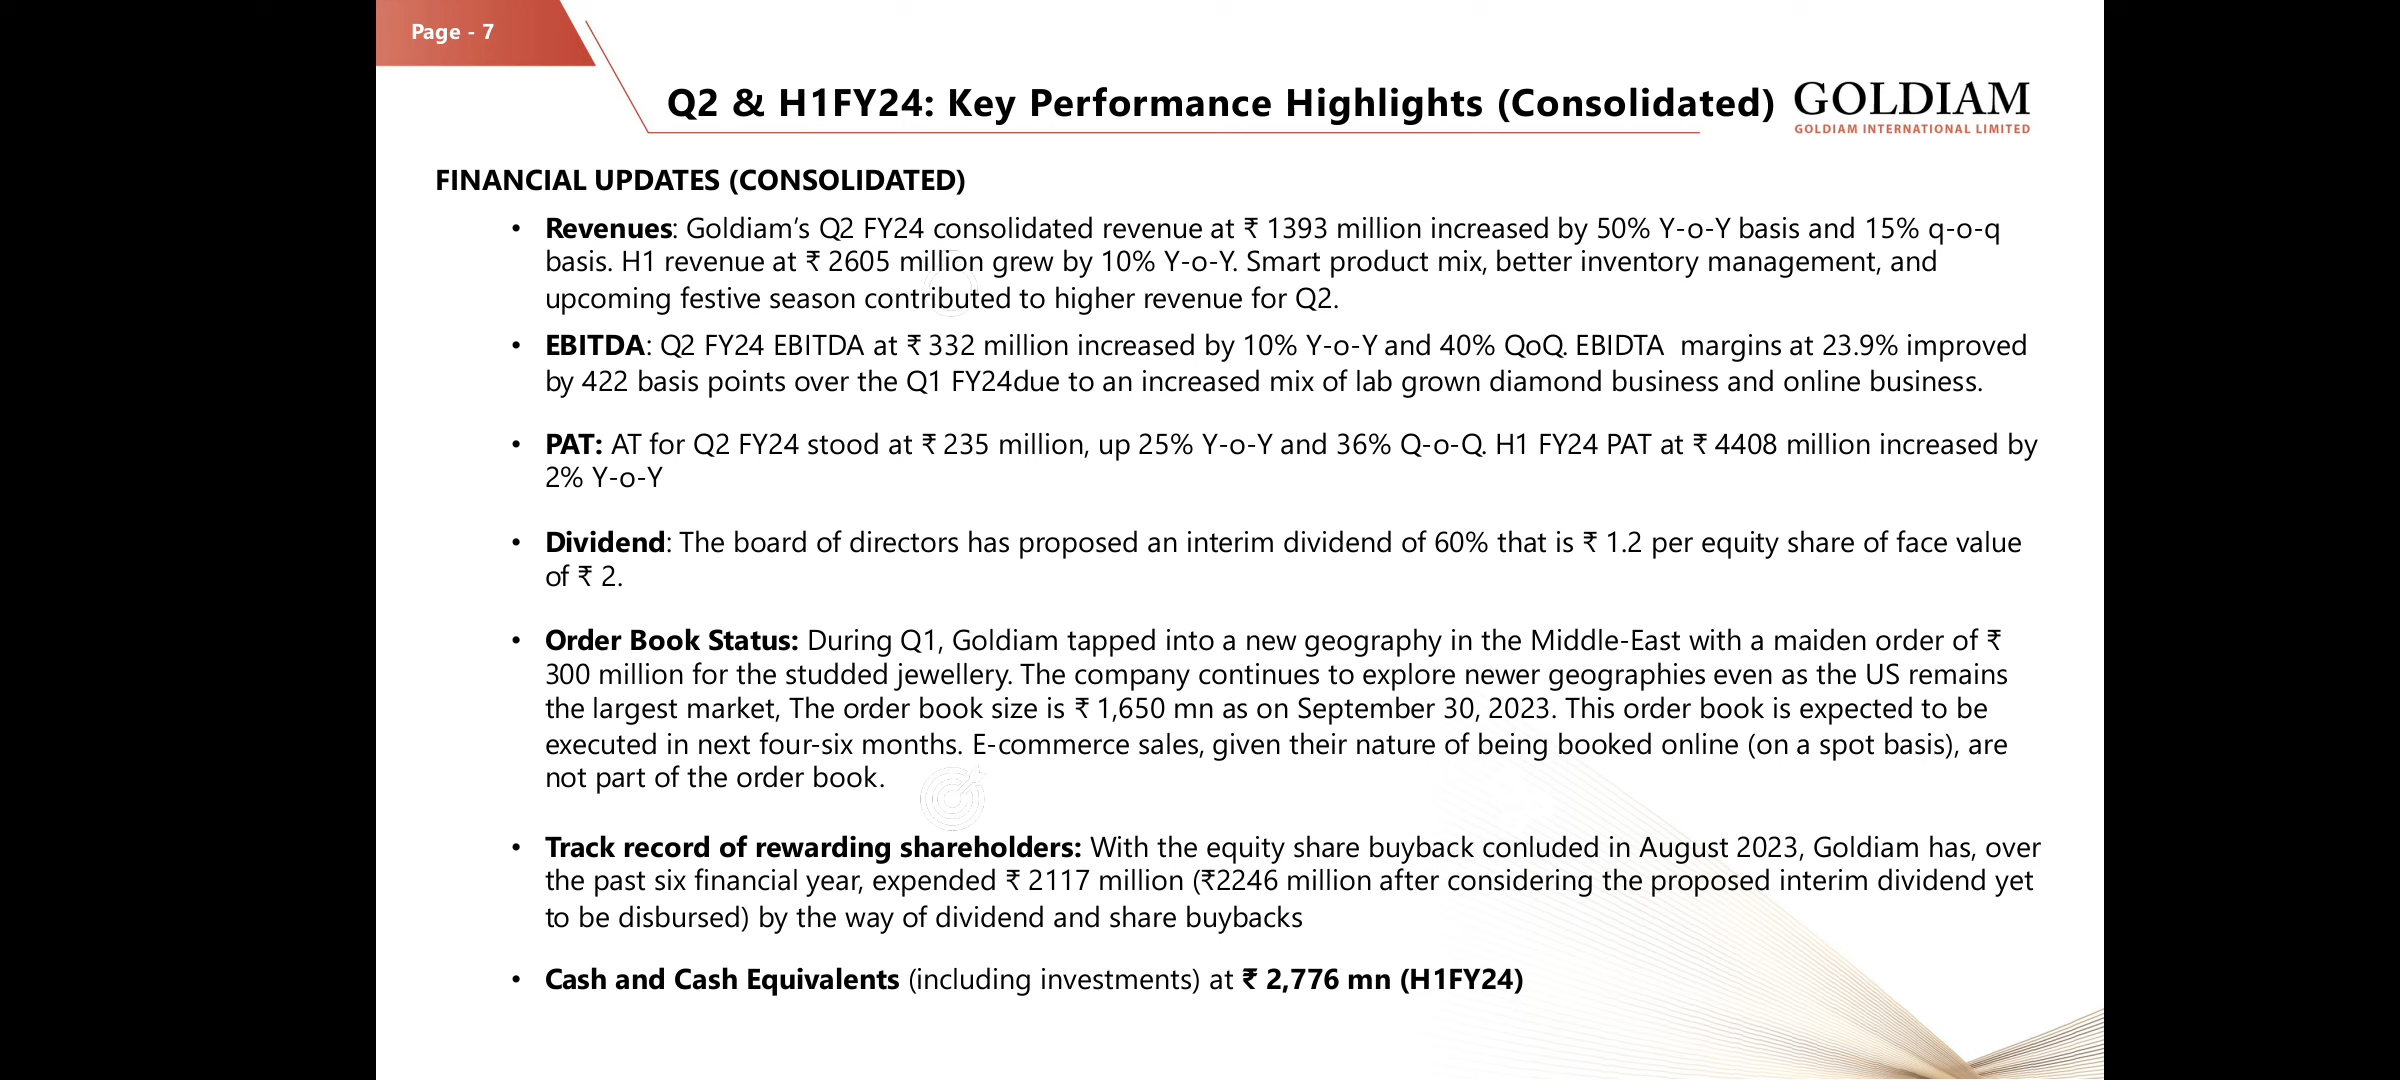 Page - 7
Q2 & H1FY24: Key Performance Highlights (Consolidated)
GOLDIAM
GOLDIAM INTERNATIONAL LIMITED
FINANCIAL UPDATES (CONSOLIDATED)
• Revenues: Goldiam’s Q2 FY24 consolidated revenue at ₹ 1393 million increased by 50% Y-o-Y basis and 15% q-o-q
basis. H1 revenue at ₹ 2605 million grew by 10% Y-o-Y. Smart product mix, better inventory management, and
upcoming festive season contributed to higher revenue for Q2.
• EBITDA: Q2 FY24 EBITDA at ₹ 332 million increased by 10% Y-o-Y and 40% QoQ. EBIDTA  margins at 23.9% improved
by 422 basis points over the Q1 FY24due to an increased mix of lab grown diamond business and online business.
• PAT: AT for Q2 FY24 stood at ₹ 235 million, up 25% Y-o-Y and 36% Q-o-Q. H1 FY24 PAT at ₹ 4408 million increased by
2% Y-o-Y
• Dividend: The board of directors has proposed an interim dividend of 60% that is ₹ 1.2 per equity share of face value
of ₹ 2.
• Order Book Status: During Q1, Goldiam tapped into a new geography in the Middle-East with a maiden order of ₹
300 million for the studded jewellery. The company continues to explore newer geographies even as the US remains
the largest market, The order book size is ₹ 1,650 mn as on September 30, 2023. This order book is expected to be
executed in next four-six months. E-commerce sales, given their nature of being booked online (on a spot basis), are
not part of the order book.
• Track record of rewarding shareholders: With the equity share buyback conluded in August 2023, Goldiam has, over
the past six financial year, expended ₹ 2117 million (₹2246 million after considering the proposed interim dividend yet
to be disbursed) by the way of dividend and share buybacks
• Cash and Cash Equivalents (including investments) at ₹ 2,776 mn (H1FY24)